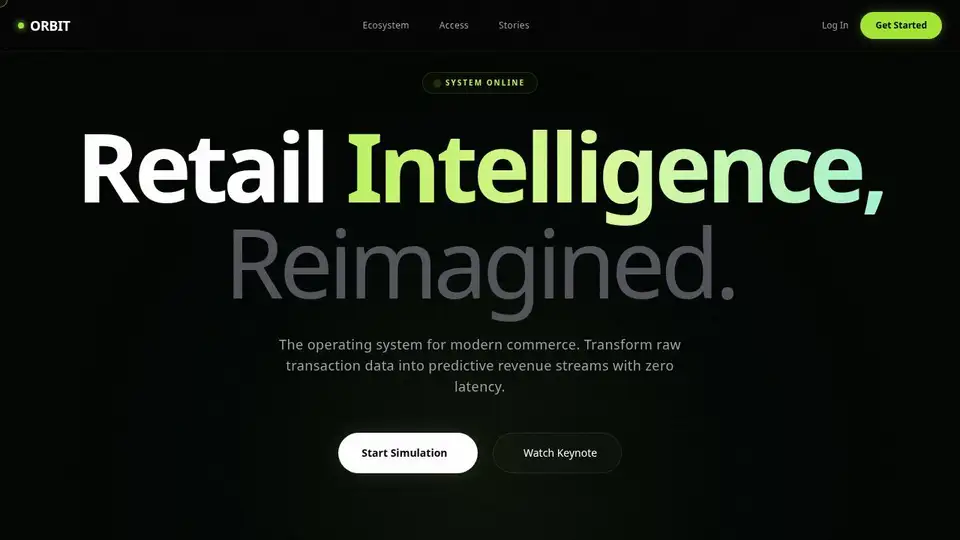 ORBIT
Ecosystem
Access
Stories
Log In
Get Started
SYSTEM ONLINE
Retail Intelligence,
Reimagined.
The operating system for modern commerce. Transform raw
transaction data into predictive revenue streams with zero
latency.
Start Simulation
Watch Keynote